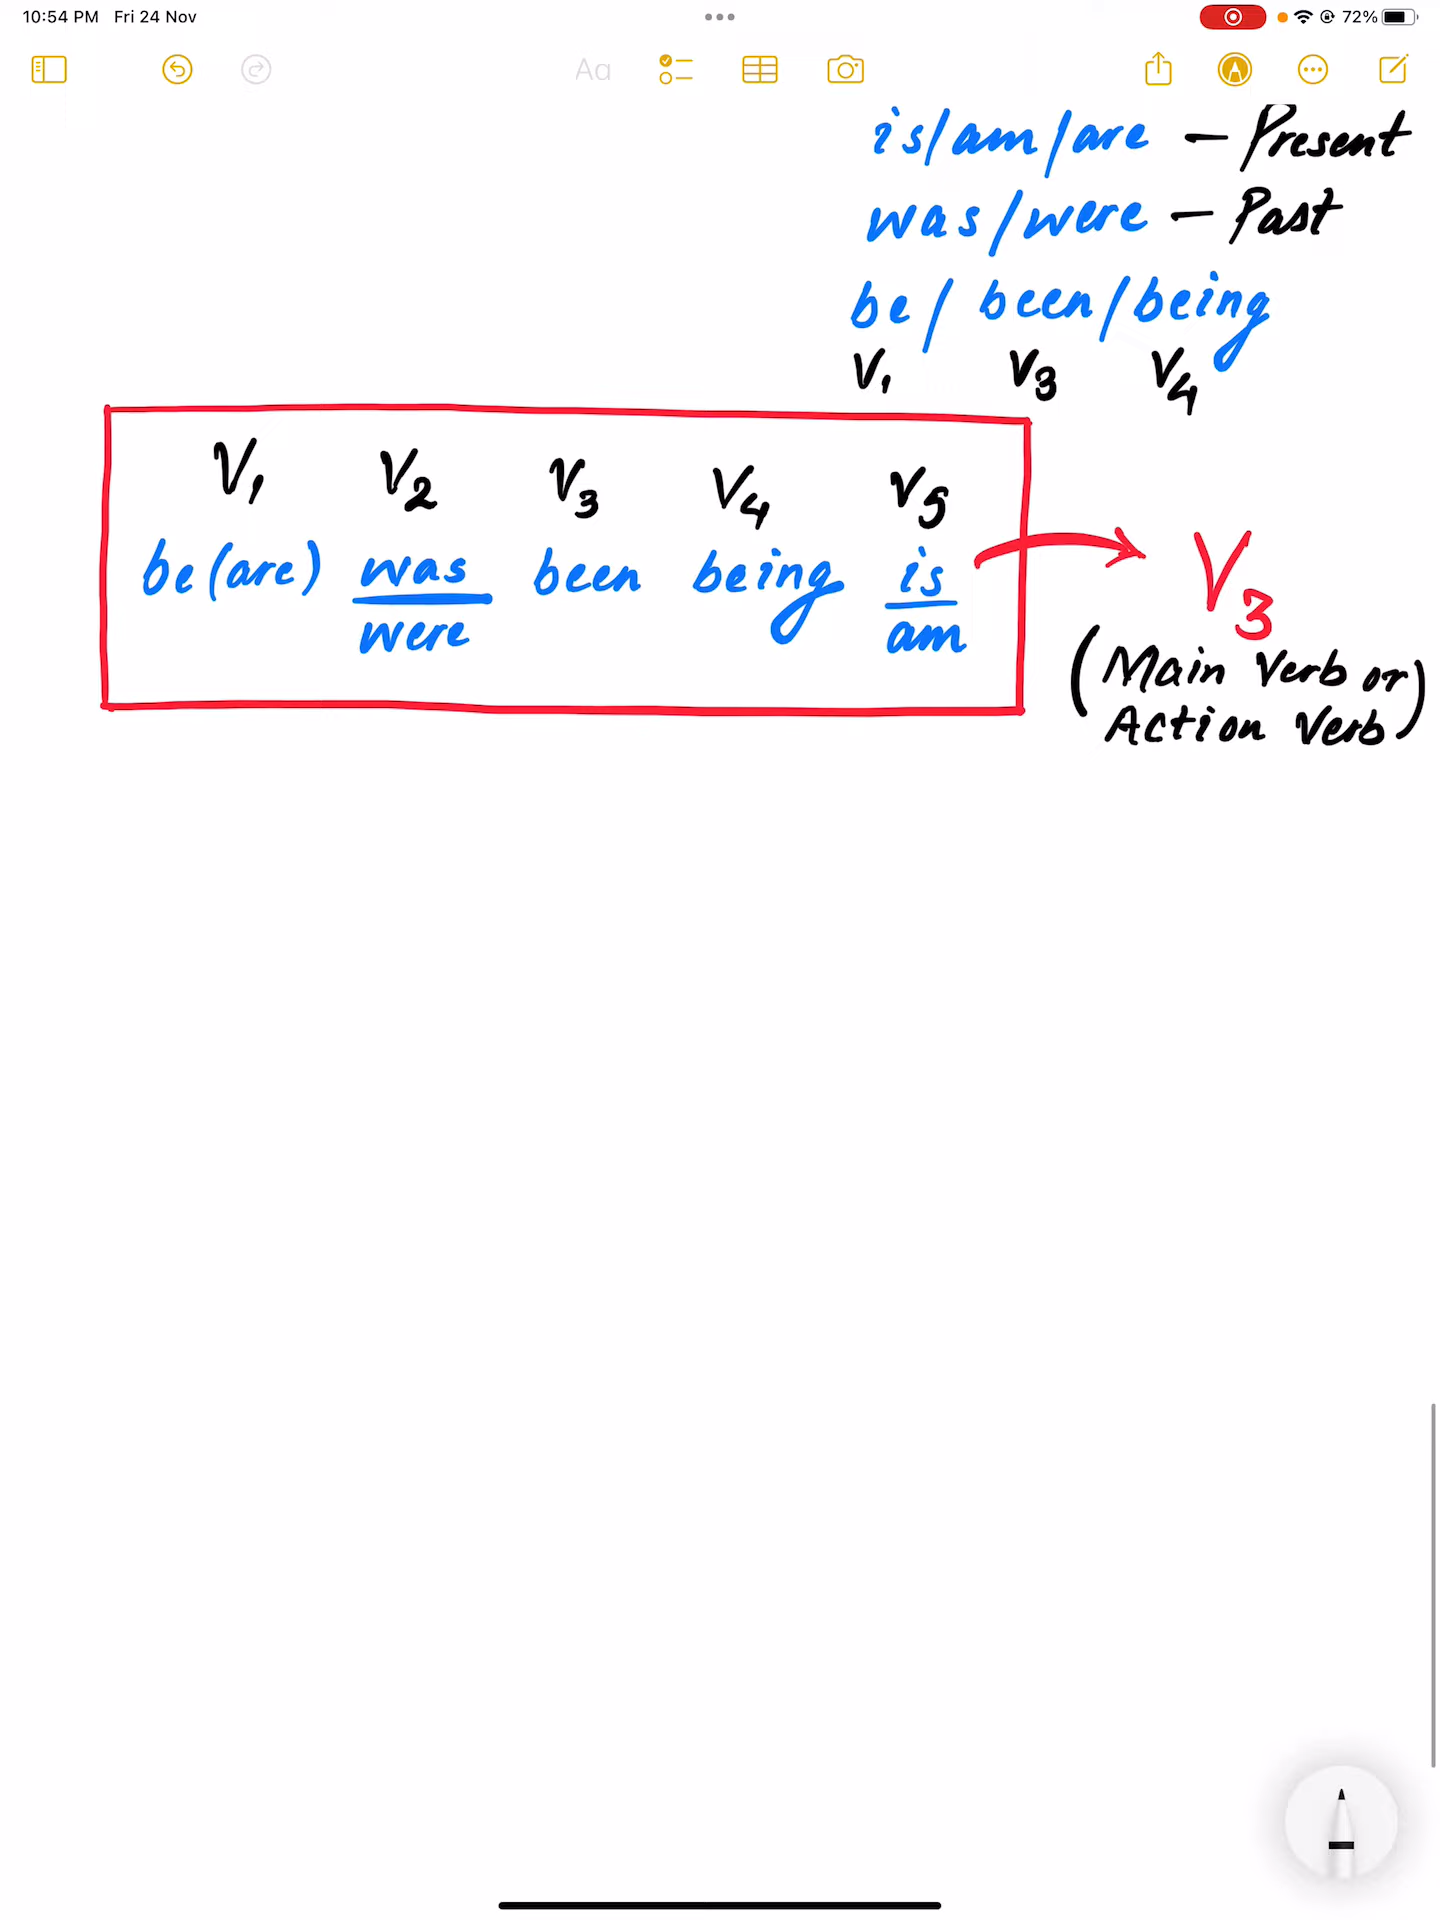 10:54 PM Fri 24 Nov
72%
Aa
is/am/are - Present
was/were - Past
be/ been/being
V1 V3 V4
V1 V2 V3 V4 V5
be(are) was been being is
were am
V3
(Main Verb or)
Action Verb